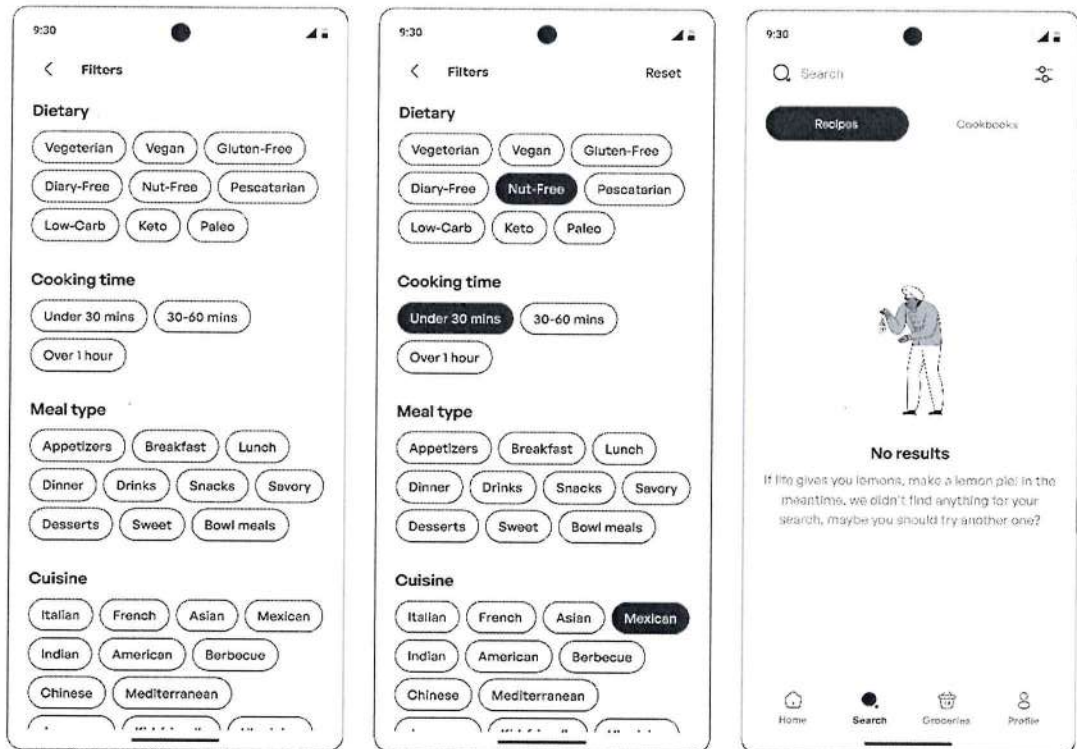 9:30
Filters
Dietary
Vegeterian Vegan Gluten-Free
Diary-Free Nut-Free Pescatarian
Low-Carb Keto Paleo
Cooking time
Under 30 mins 30-60 mins
Over 1 hour
Meal type
Appetizers Breakfast Lunch
Dinner Drinks Snacks Savory
Desserts Sweet Bowl meals
Cuisine
Italian French Asian Mexican
Indian American Berbecue
Chinese Mediterranean
9:30
Filters Reset
Dietary
Vegeterian Vegan Gluten-Free
Diary-Free Nut-Free Pescatarian
Low-Carb Keto Paleo
Cooking time
Under 30 mins 30-60 mins
Over 1 hour
Meal type
Appetizers Breakfast Lunch
Dinner Drinks Snacks Savory
Desserts Sweet Bowl meals
Cuisine
Italian French Asian Mexican
Indian American Berbecue
Chinese Mediterranean
9:30
Search
Recipes Cookbooks
No results
If life gives you lemons, make a lemon pie! In the
meantime, we didn't find anything for your
search, maybe you should try another one?
Home Search Groceries Profile